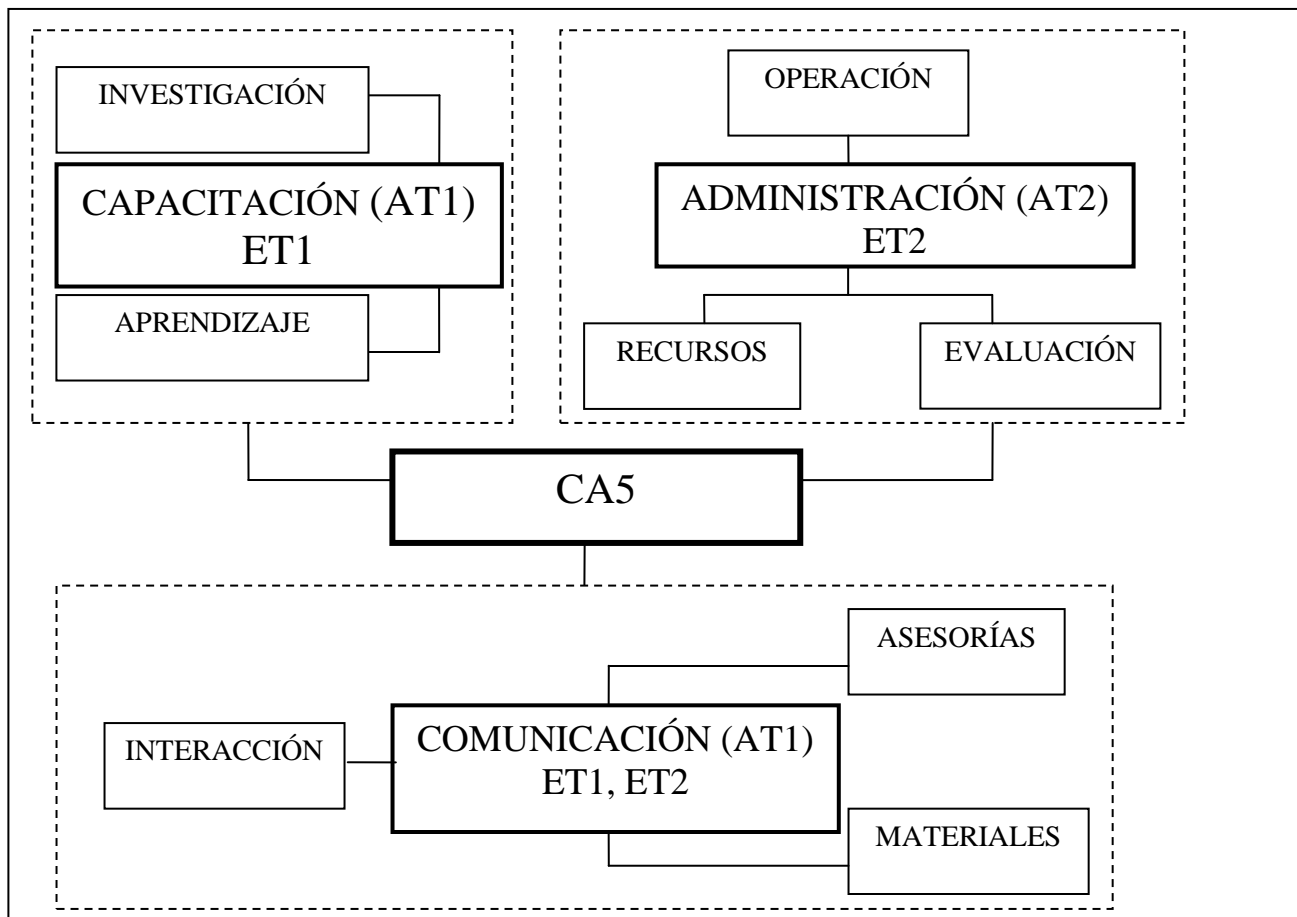 INVESTIGACIÓN
CAPACITACIÓN (AT1)
ET1
APRENDIZAJE
OPERACIÓN
ADMINISTRACIÓN (AT2)
ET2
RECURSOS
EVALUACIÓN
CA5
ASESORÍAS
INTERACCIÓN
COMUNICACIÓN (AT1)
ET1, ET2
MATERIALES